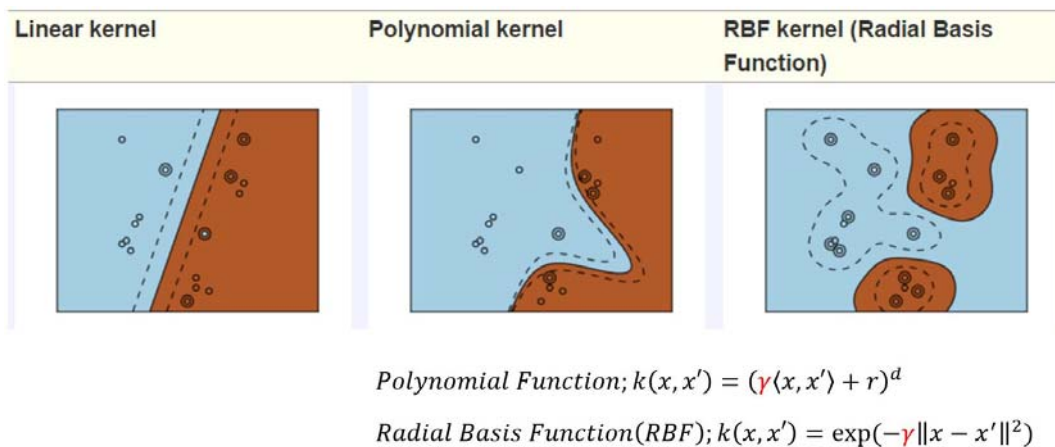 Linear kernel
Polynomial kernel
RBF kernel (Radial Basis
Function)
Polynomial Function; k(x, x′) = (γ⟨x, x′⟩ + r)ᵈ
Radial Basis Function(RBF); k(x, x′) = exp(−γ‖x − x′‖²)